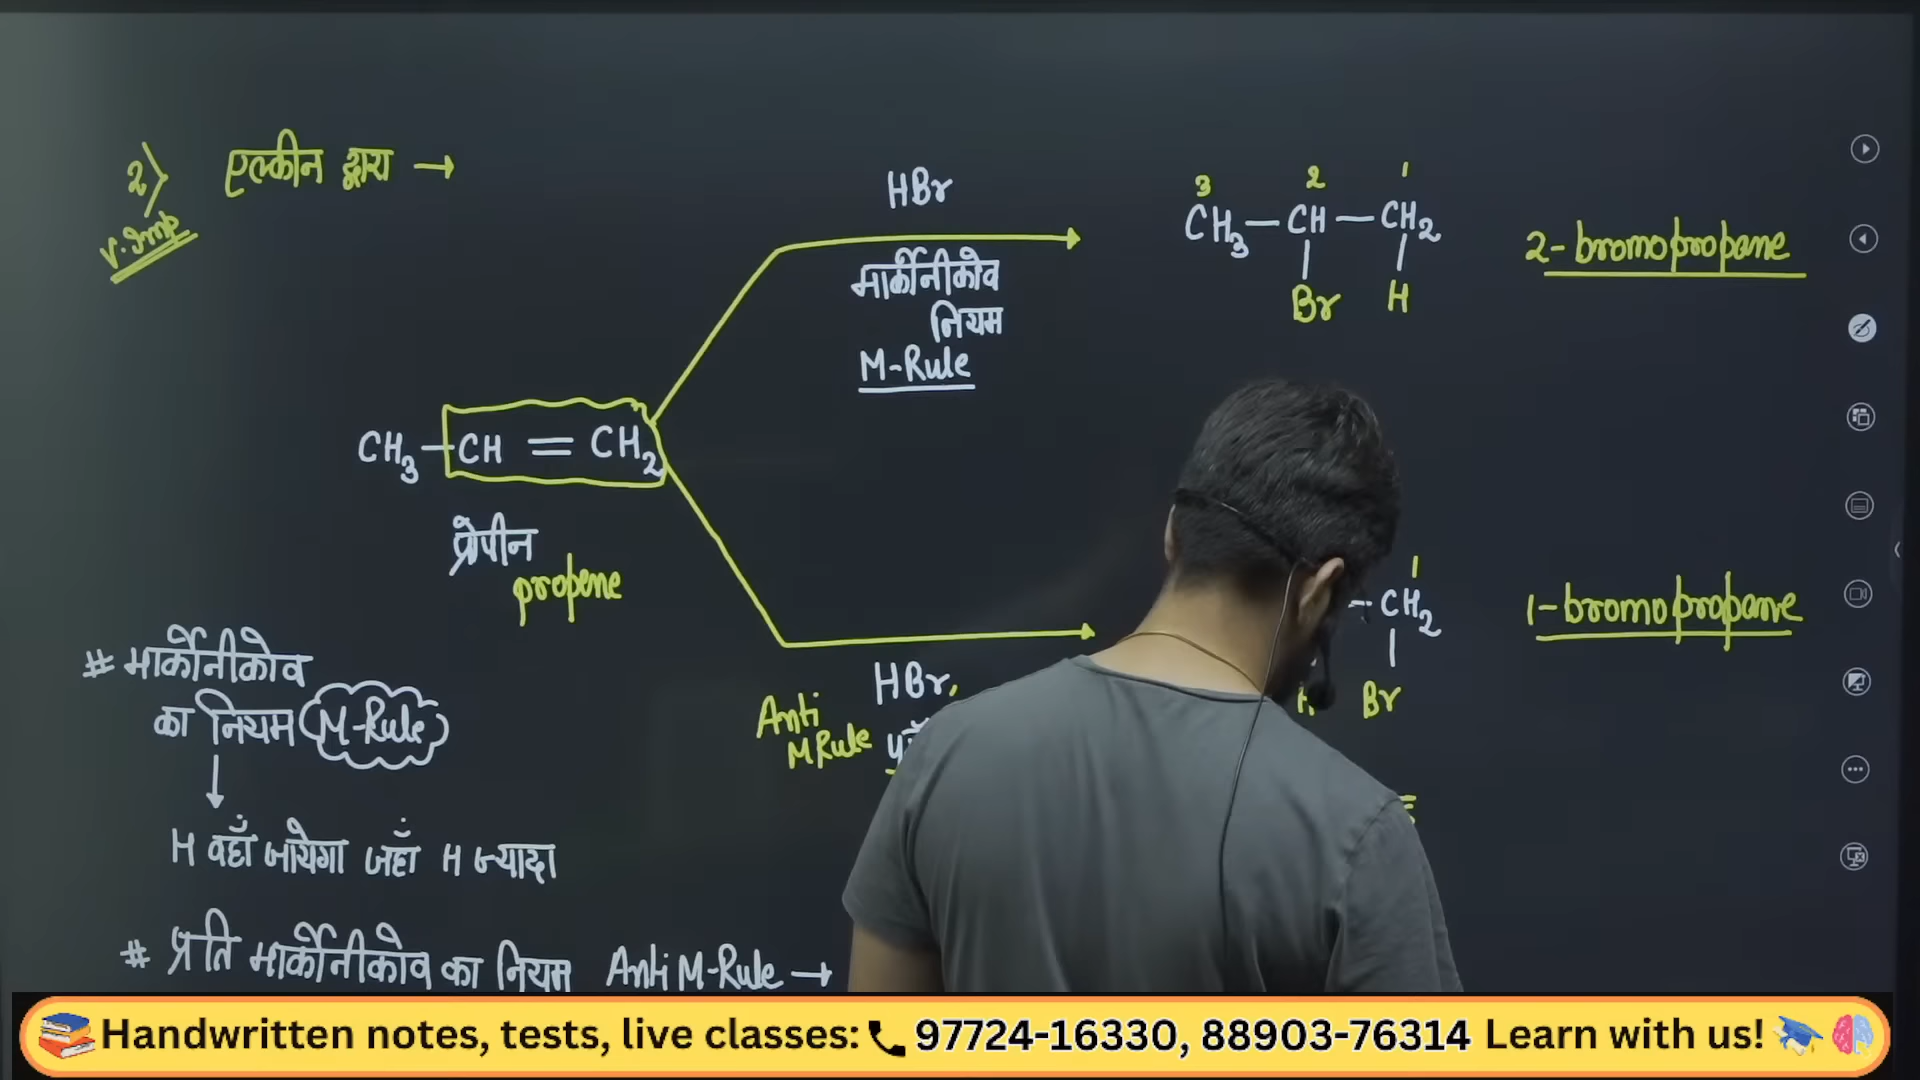 2) एल्कीन द्वारा →
V. Imp
HBr
मार्कोनीकोव
नियम
M-Rule
3 2 1
CH3—CH—CH2
Br H
2-bromopropane
CH3—CH=CH2
प्रोपीन
propene
HBr,
Anti
MRule
1
CH2
Br
1-bromopropane
# मार्कोनीकोव
का नियम M-Rule
↓
H वहाँ जायेगा जहाँ H ज्यादा
# प्रति मार्कोनीकोव का नियम Anti M-Rule →
Handwritten notes, tests, live classes: 97724-16330, 88903-76314 Learn with us!